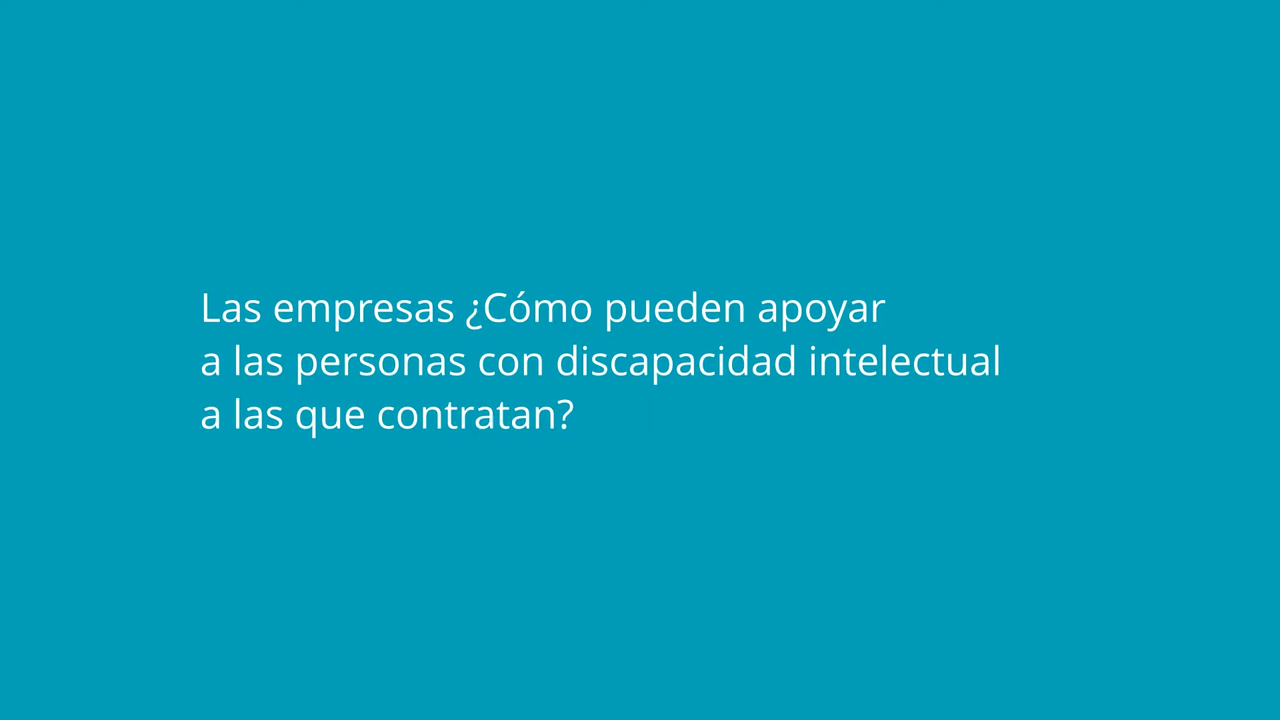 Las empresas ¿Cómo pueden apoyar
a las personas con discapacidad intelectual
a las que contratan?